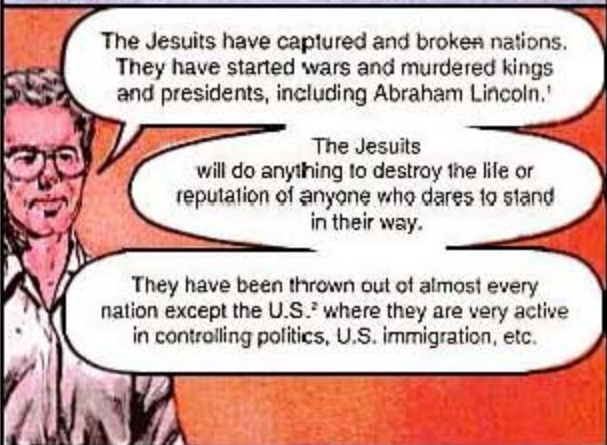 The Jesuits have captured and broken nations.
They have started wars and murdered kings
and presidents, including Abraham Lincoln.¹
The Jesuits
will do anything to destroy the life or
reputation of anyone who dares to stand
in their way.
They have been thrown out of almost every
nation except the U.S.² where they are very active
in controlling politics, U.S. immigration, etc.